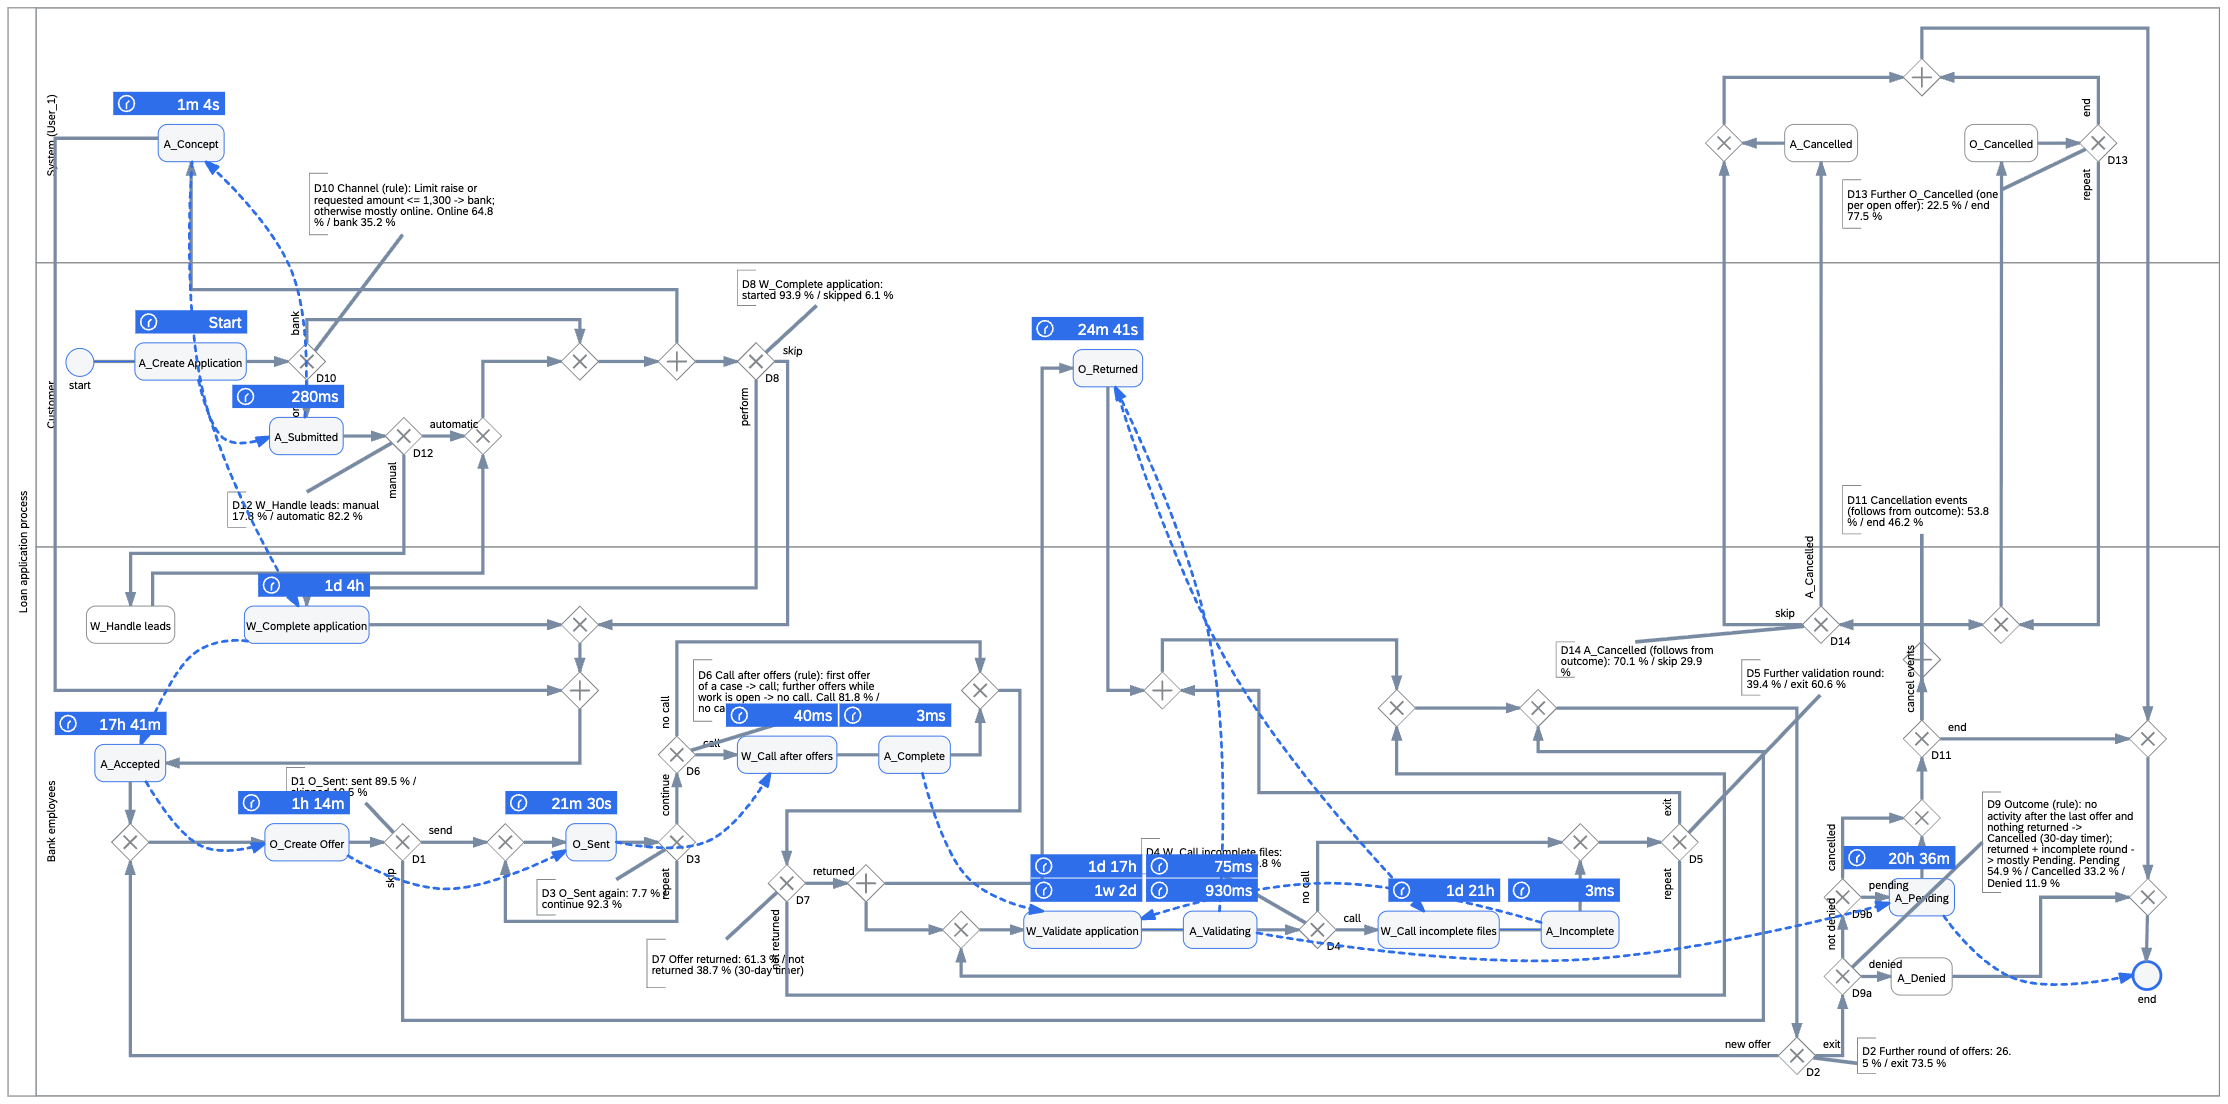 Loan application process
System (User_1)
Customer
Bank employees
1m 4s
A_Concept
D10 Channel (rule): Limit raise or
requested amount <= 1,300 -> bank;
otherwise mostly online. Online 64.8
% / bank 35.2 %
A_Cancelled
O_Cancelled
end
D13
repeat
D13 Further O_Cancelled (one
per open offer): 22.5 % / end
77.5 %
D8 W_Complete application:
started 93.9 % / skipped 6.1 %
Start
bank
start
A_Create Application
D10
skip
D8
perform
24m 41s
O_Returned
280ms
A_Submitted
automatic
D12
manual
D12 W_Handle leads: manual
17.8 % / automatic 82.2 %
D11 Cancellation events
(follows from outcome): 53.8
% / end 46.2 %
1d 4h
W_Handle leads
W_Complete application
A_Cancelled
skip
D14
D14 A_Cancelled (follows from
outcome): 70.1 % / skip 29.9
%
D5 Further validation round:
39.4 % / exit 60.6 %
cancel events
D6 Call after offers (rule): first offer
of a case -> call; further offers while
work is open -> no call. Call 81.8 % /
no call
17h 41m
40ms
3ms
A_Accepted
call
D6
W_Call after offers
A_Complete
end
D11
D1 O_Sent: sent 89.5 % /
1h 14m
21m 30s
continue
exit
O_Create Offer
send
D1
skip
O_Sent
D3
repeat
D3 O_Sent again: 7.7 %
continue 92.3 %
D4 W_Call incomplete files:
1d 17h
75ms
.8 %
1w 2d
930ms
no call
1d 21h
3ms
D5
repeat
cancelled
20h 36m
D9 Outcome (rule): no
activity after the last offer and
nothing returned ->
Cancelled (30-day timer);
returned + incomplete round -
> mostly Pending. Pending
54.9 % / Cancelled 33.2 % /
Denied 11.9 %
returned
D7
not returned
pending
A_Pending
D9b
not denied
W_Validate application
A_Validating
D4
call
W_Call incomplete files
A_Incomplete
D7 Offer returned: 61.3 % / not
returned 38.7 % (30-day timer)
denied
A_Denied
D9a
end
new offer
D2
exit
D2 Further round of offers: 26.
5 % / exit 73.5 %
no call